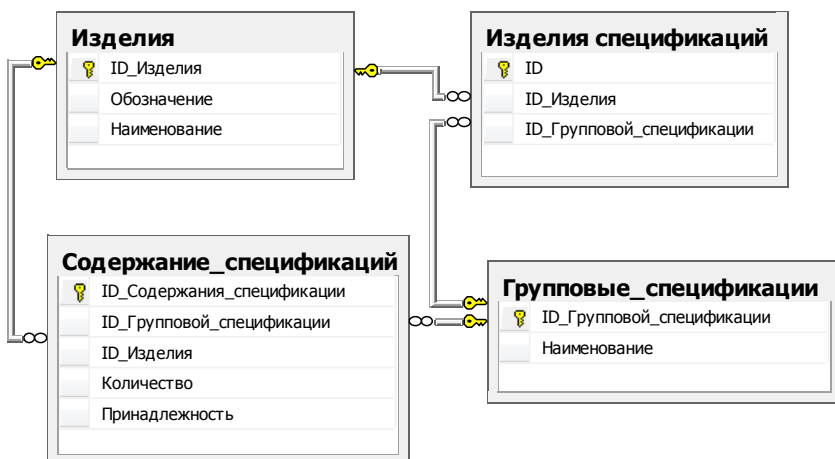 Изделия
ID_Изделия
Обозначение
Наименование
Изделия спецификаций
ID
ID_Изделия
ID_Групповой_спецификации
Содержание_спецификаций
ID_Содержания_спецификации
ID_Групповой_спецификации
ID_Изделия
Количество
Принадлежность
Групповые_спецификации
ID_Групповой_спецификации
Наименование